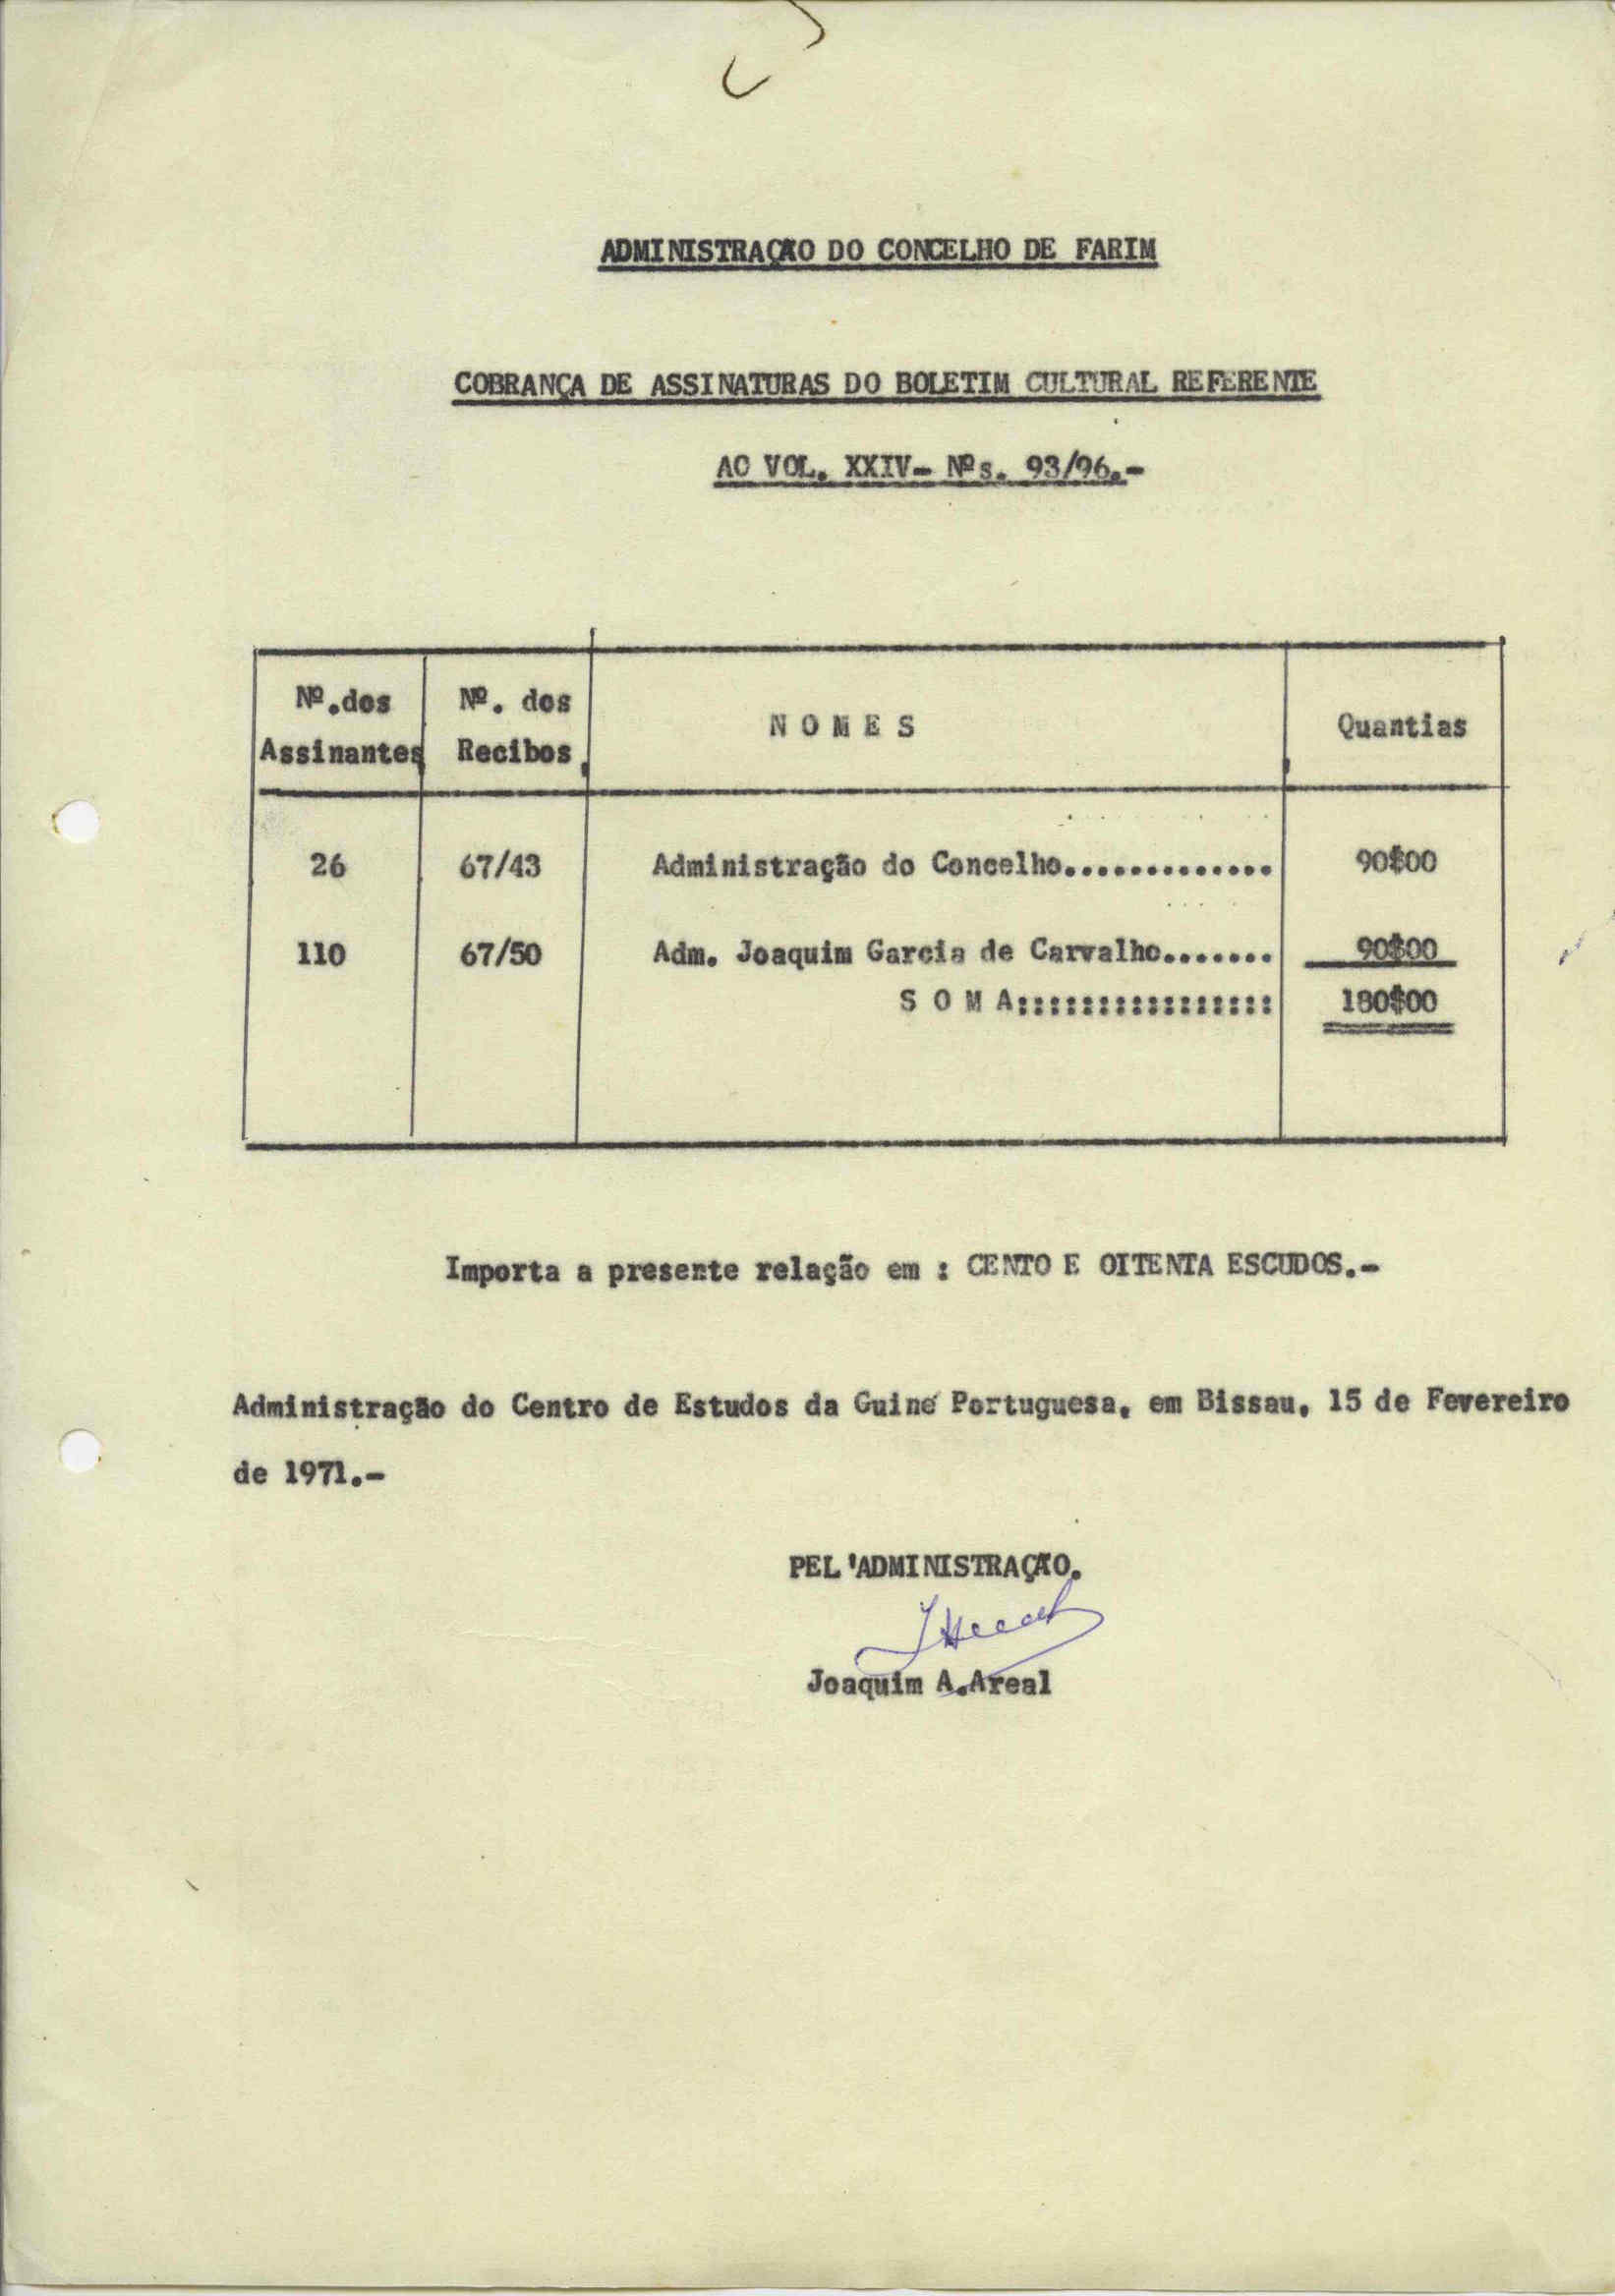 ADMINISTRAÇÃO DO CONCELHO DE FARIM
COBRANÇA DE ASSINATURAS DO BOLETIM CULTURAL REFERENTE
AO VOL. XXIV- Nºs. 93/96.-
Nº.dos Nº. dos
N O M E S Quantias
Assinantes Recibos
26 67/43 Administração do Concelho............. 90$00
110 67/50 Adm. Joaquim Garcia de Carvalho....... 90$00
S O M A:::::::::::::::: 180$00
Importa a presente relação em : CENTO E OITENTA ESCUDOS.-
Administração do Centro de Estudos da Guiné Portuguesa, em Bissau, 15 de Fevereiro
de 1971.-
PEL'ADMINISTRAÇÃO,
Joaquim A.Areal